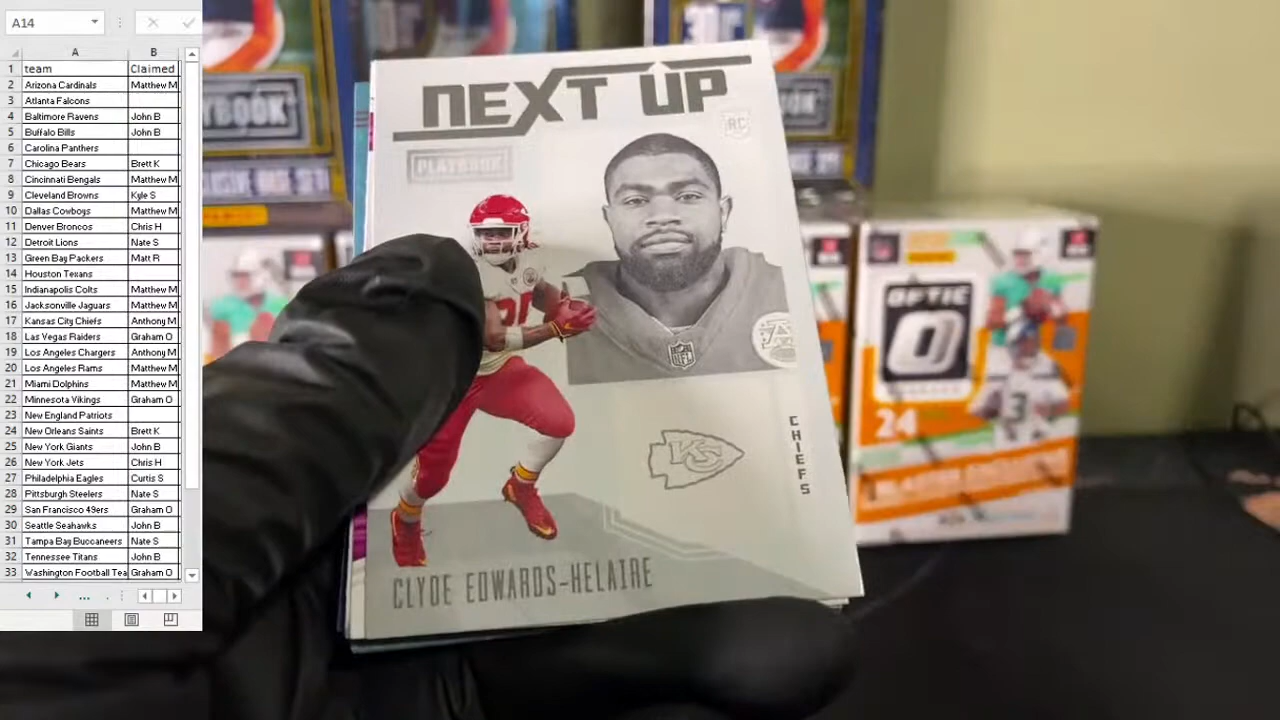 A14
A B
1 team Claimed
2 Arizona Cardinals Matthew M
3 Atlanta Falcons
4 Baltimore Ravens John B
5 Buffalo Bills John B
6 Carolina Panthers
7 Chicago Bears Brett K
8 Cincinnati Bengals Matthew M
9 Cleveland Browns Kyle S
10 Dallas Cowboys Matthew M
11 Denver Broncos Chris H
12 Detroit Lions Nate S
13 Green Bay Packers Matt R
14 Houston Texans
15 Indianapolis Colts Matthew M
16 Jacksonville Jaguars Matthew M
17 Kansas City Chiefs Anthony M
18 Las Vegas Raiders Graham O
19 Los Angeles Chargers Anthony M
20 Los Angeles Rams Matthew M
21 Miami Dolphins Matthew M
22 Minnesota Vikings Graham O
23 New England Patriots
24 New Orleans Saints Brett K
25 New York Giants John B
26 New York Jets Chris H
27 Philadelphia Eagles Curtis S
28 Pittsburgh Steelers Nate S
29 San Francisco 49ers Graham O
30 Seattle Seahawks John B
31 Tampa Bay Buccaneers Nate S
32 Tennessee Titans John B
33 Washington Football Tea Graham O
NEXT UP
RC
PLAYBOOK
NFL
KC
CHIEFS
CLYDE EDWARDS-HELAIRE
PLAYBOOK
OPTIC
24
3